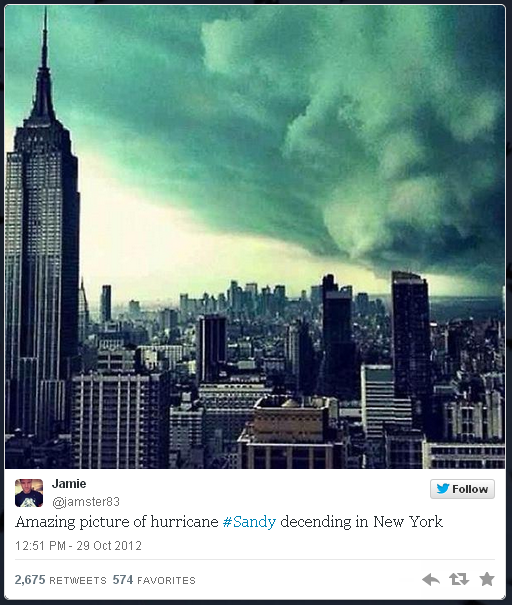 Jamie
@jamster83
Follow
Amazing picture of hurricane #Sandy decending in New York
12:51 PM - 29 Oct 2012
2,675 RETWEETS 574 FAVORITES